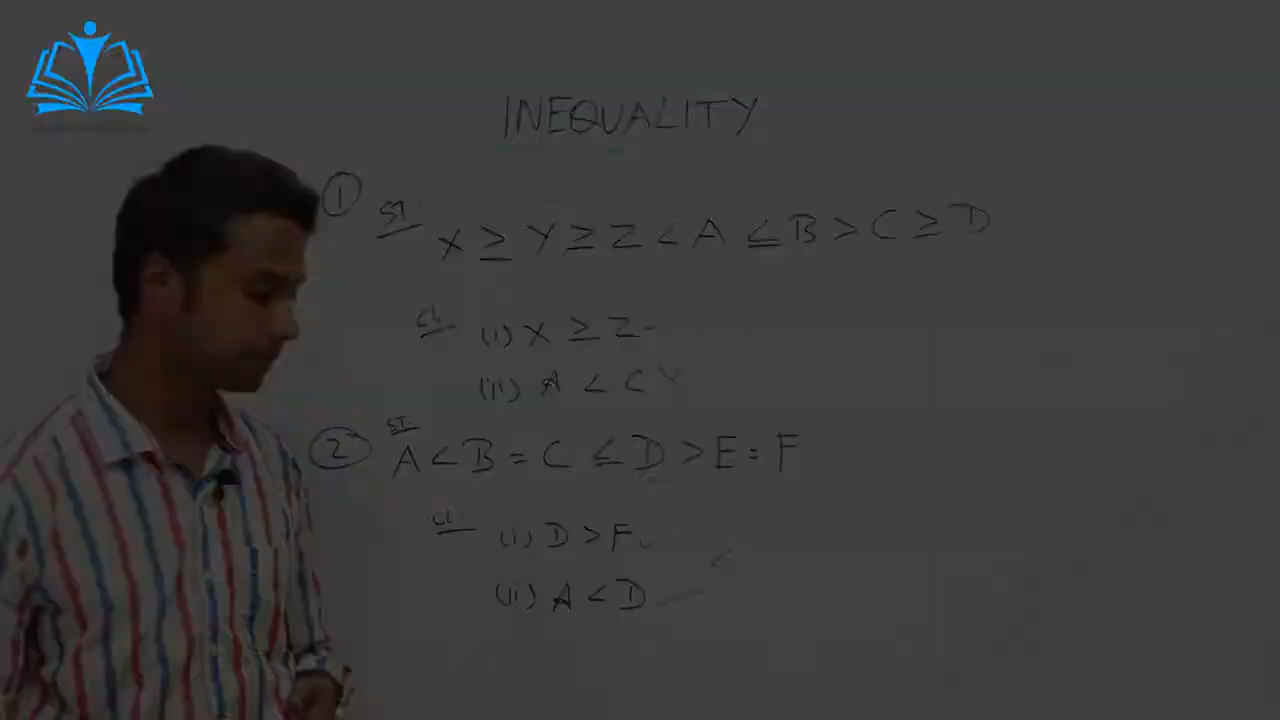 INEQUALITY
① ST. X ≥ Y ≥ Z < A ≤ B > C ≥ D
CL. (i) X ≥ Z
(ii) A < C
② ST. A < B = C ≤ D > E = F
CL. (i) D > F
(ii) A < D